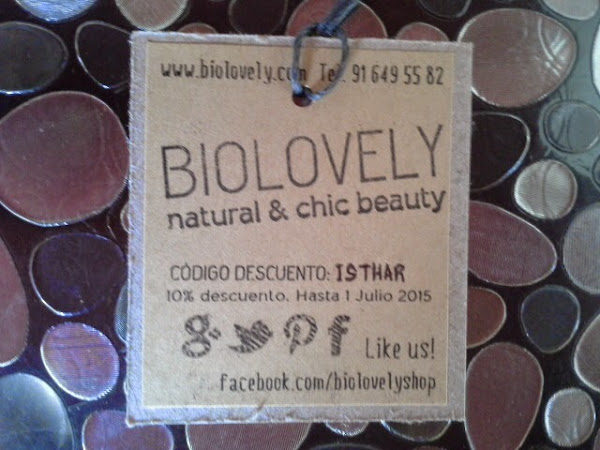 www.biolovely.com Tel. 91 649 55 82
BIOLOVELY
natural & chic beauty
CÓDIGO DESCUENTO: ISTHAR
10% descuento. Hasta 1 Julio 2015
g+ Like us!
facebook.com/biolovelyshop